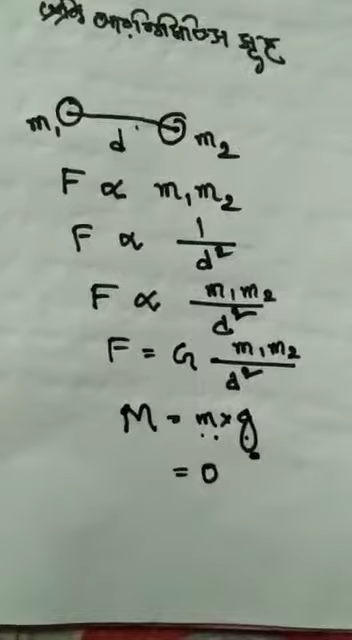 m₁ d m₂
F ∝ m₁m₂
F ∝ 1/d²
F ∝ m₁m₂/d²
F = G m₁m₂/d²
M = m×g
= 0